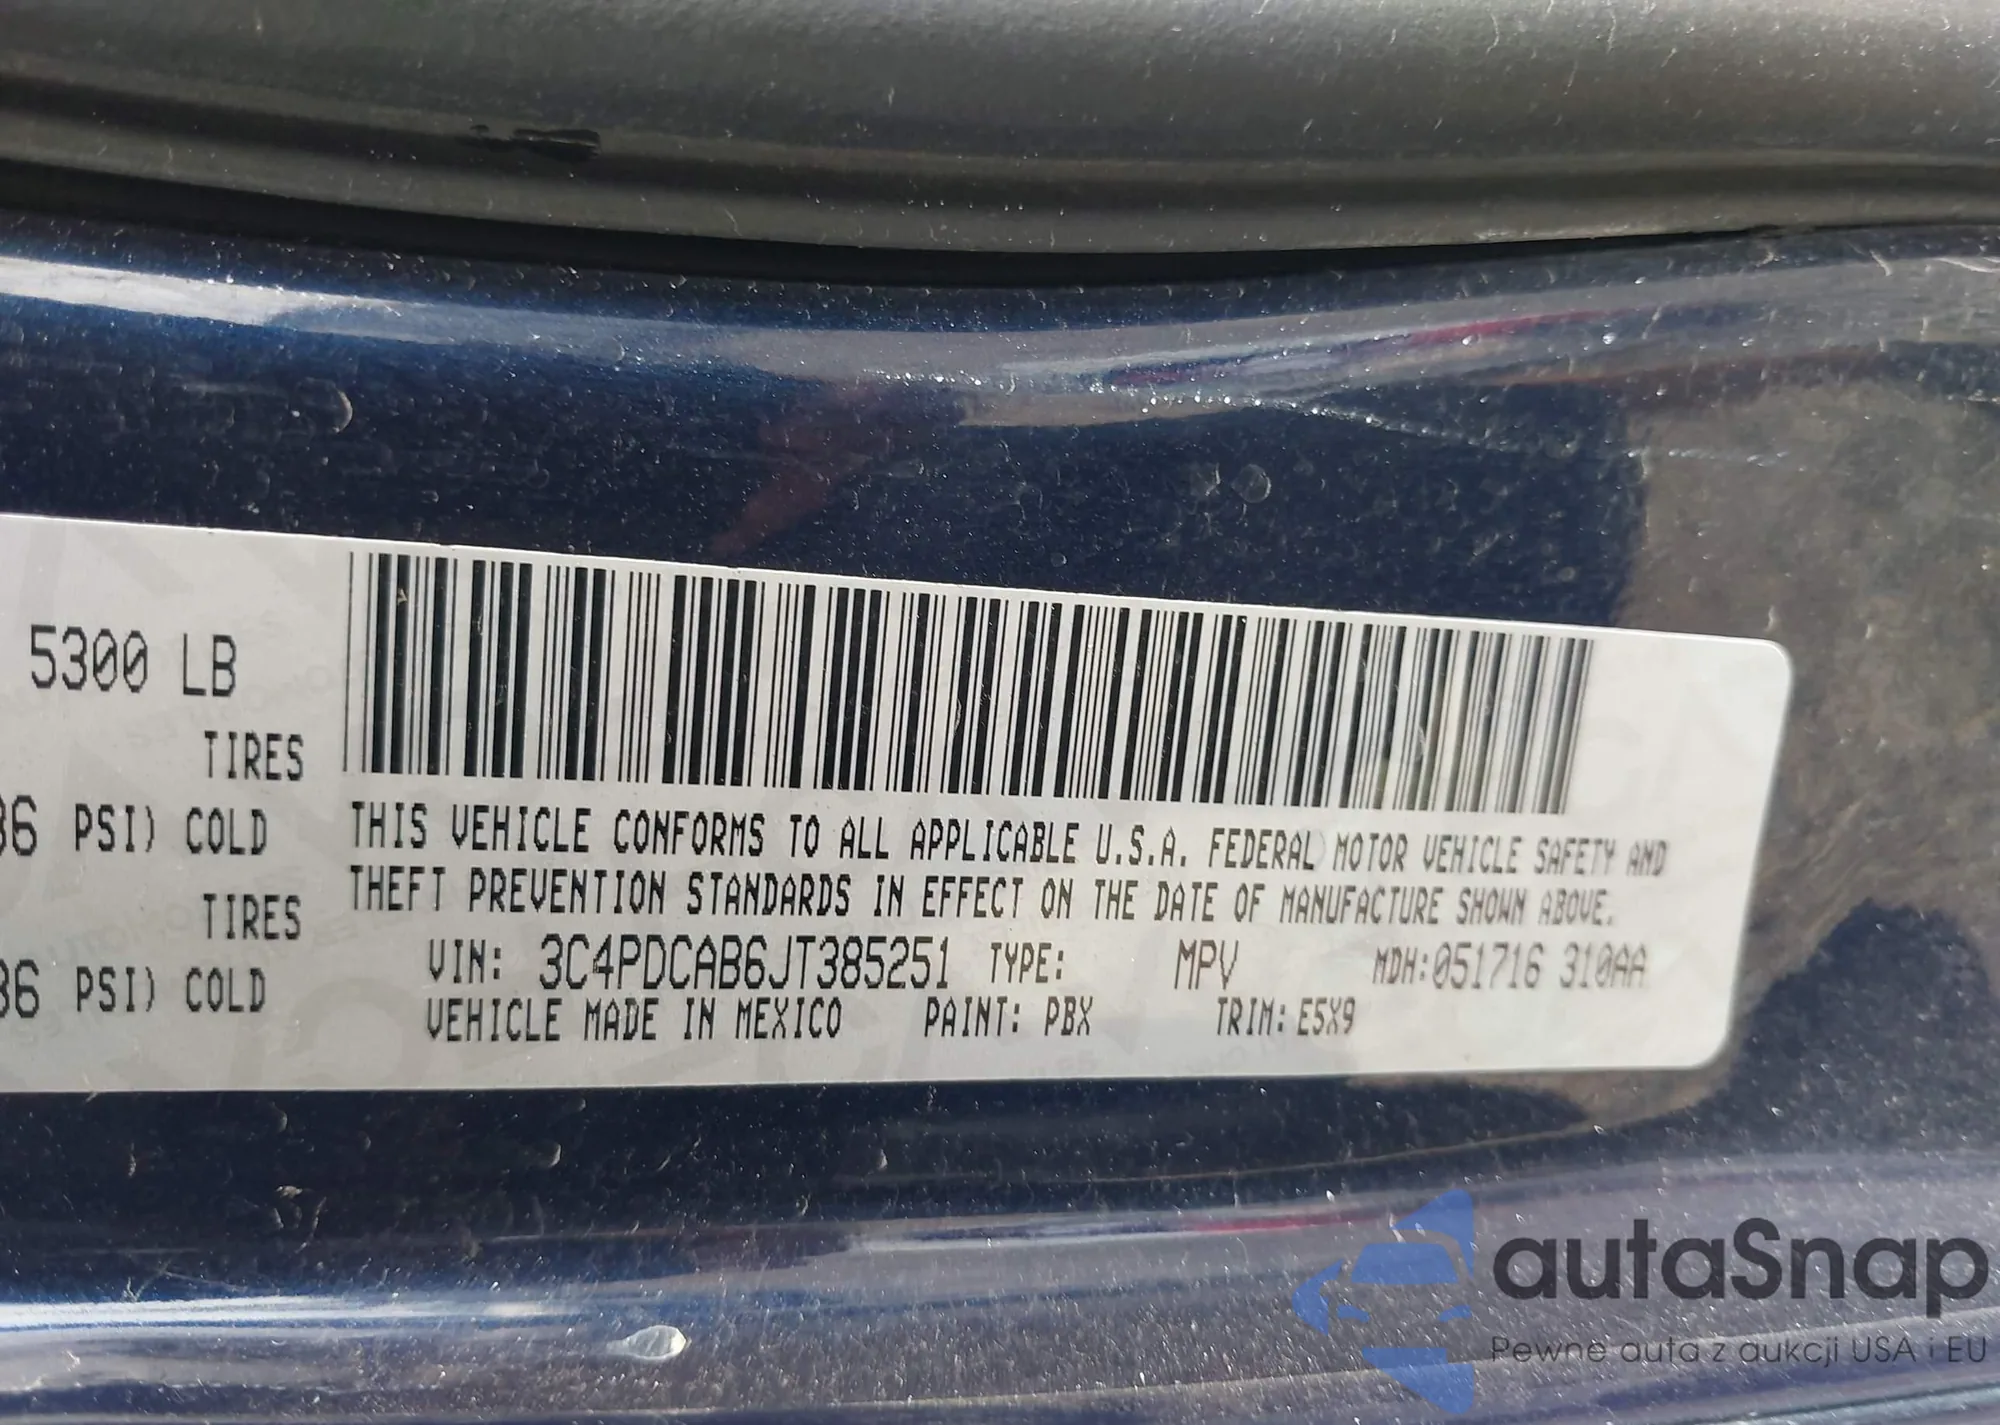 5300 LB
TIRES
36 PSI) COLD
TIRES
36 PSI) COLD
THIS VEHICLE CONFORMS TO ALL APPLICABLE U.S.A. FEDERAL MOTOR VEHICLE SAFETY AND
THEFT PREVENTION STANDARDS IN EFFECT ON THE DATE OF MANUFACTURE SHOWN ABOVE.
VIN: 3C4PDCAB6JT385251 TYPE: MPV MDH:051716 310AA
VEHICLE MADE IN MEXICO PAINT: PBX TRIM: E5X9
autaSnap
Pewne auta z aukcji USA i EU